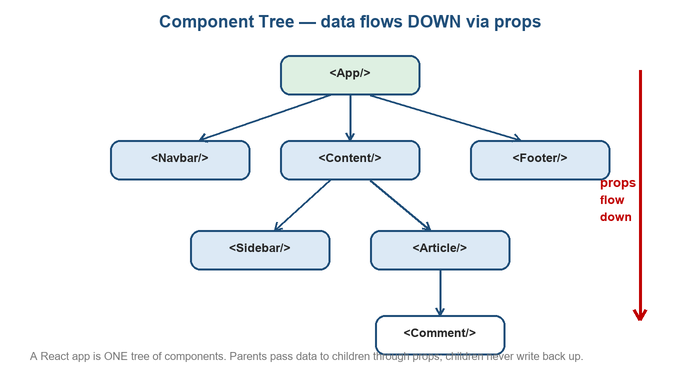 Component Tree — data flows DOWN via props
<App/>
<Navbar/>
<Content/>
<Footer/>
props
flow
down
<Sidebar/>
<Article/>
<Comment/>
A React app is ONE tree of components. Parents pass data to children through props, children never write back up.